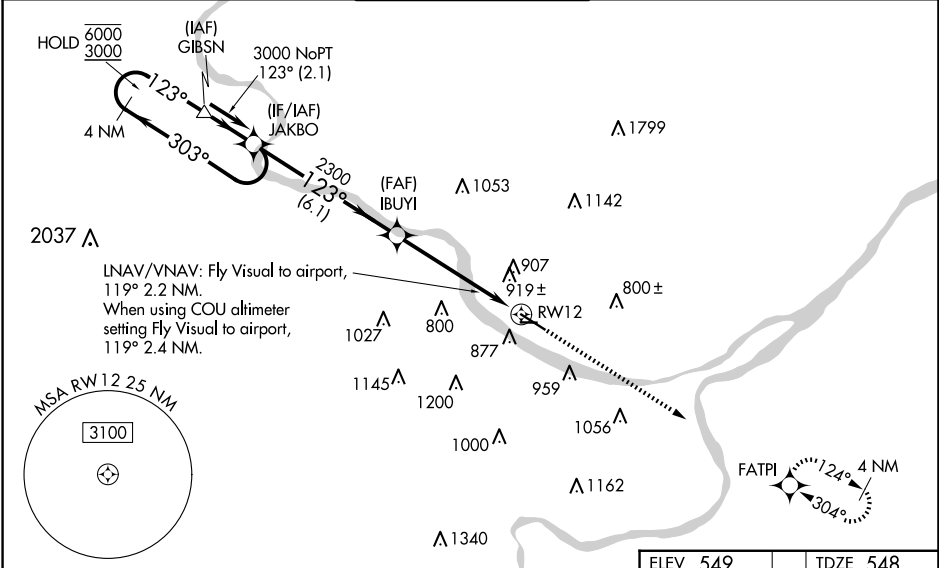 HOLD 6000
3000
(IAF)
GIBSN
3000 NoPT
123° (2.1)
123°
4 NM
303°
(IF/IAF)
JAKBO
2300
123°
(6.1)
(FAF)
IBUYI
1053
1799
1142
2037
LNAV/VNAV: Fly Visual to airport,
119° 2.2 NM.
When using COU altimeter
setting Fly Visual to airport,
119° 2.4 NM.
907
919±
800±
RW12
1027
800
877
1145
1200
959
1000
1056
MSA RW12 25 NM
3100
FATPI
124°
4 NM
304°
1162
1340
ELEV 549
TDZE 548